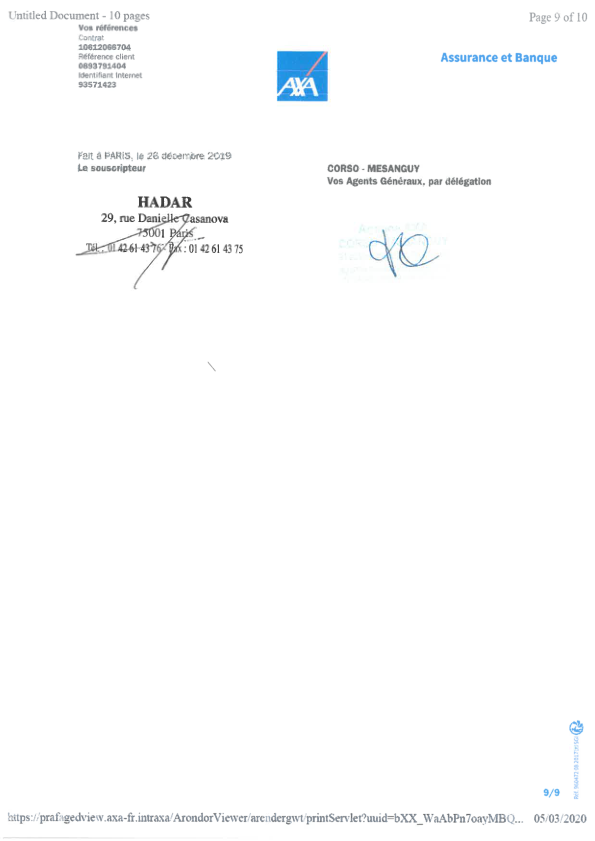 Untitled Document - 10 pages
Page 9 of 10
Vos références
Contrat
10612066704
Référence client
0693791404
Identifiant Internet
93571423
AXA
Assurance et Banque
Fait à PARIS, le 26 décembre 2019
Le souscripteur
CORSO - MESANGUY
Vos Agents Généraux, par délégation
HADAR
29, rue Danielle Casanova
75001 Paris
Tél. : 01 42 61 43 76 - Fax : 01 42 61 43 75
9/9
https://prafagedview.axa-fr.intraxa/ArondorViewer/arendergwt/printServlet?uuid=bXX_WaAbPn7oayMBQ...
05/03/2020